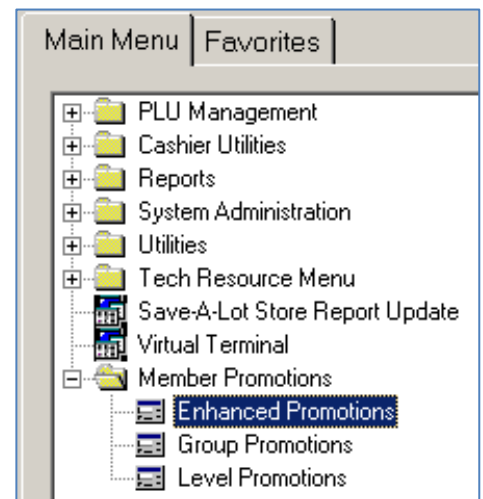 Main Menu Favorites
PLU Management
Cashier Utilities
Reports
System Administration
Utilities
Tech Resource Menu
Save-A-Lot Store Report Update
Virtual Terminal
Member Promotions
Enhanced Promotions
Group Promotions
Level Promotions